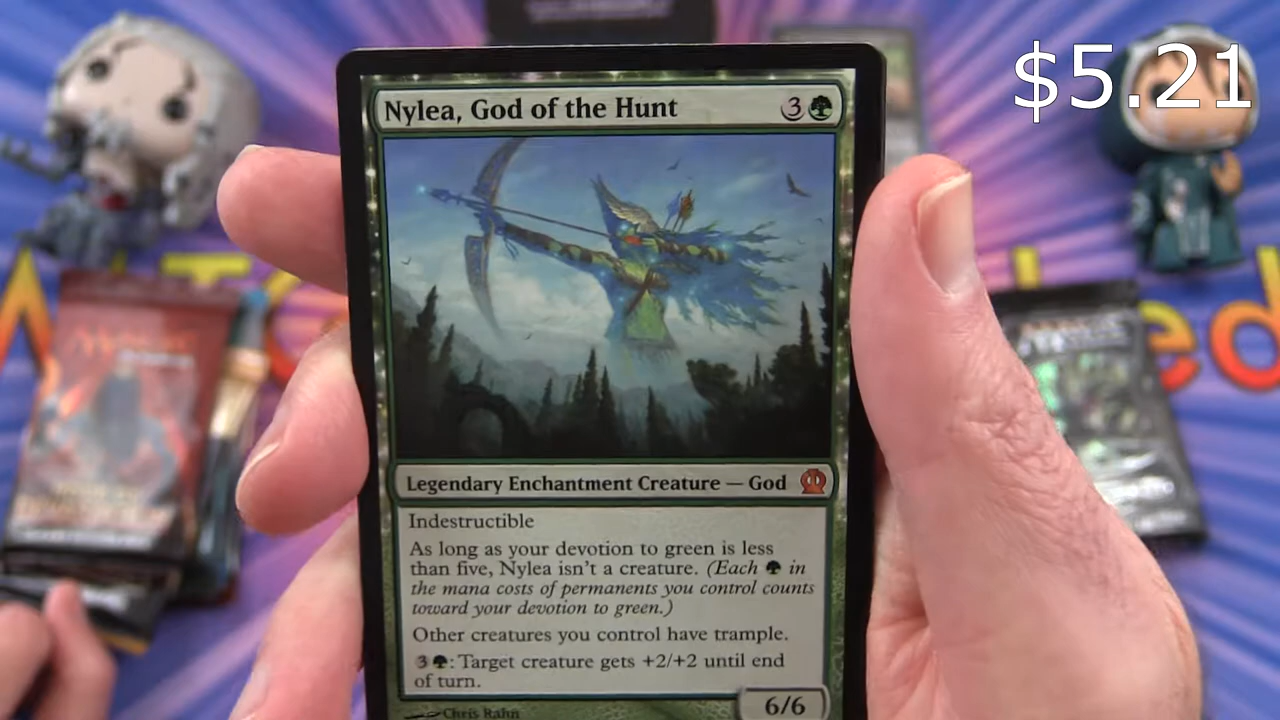 $5.21
Nylea, God of the Hunt 3
Legendary Enchantment Creature — God
Indestructible
As long as your devotion to green is less
than five, Nylea isn't a creature. (Each in
the mana costs of permanents you control counts
toward your devotion to green.)
Other creatures you control have trample.
3 : Target creature gets +2/+2 until end
of turn.
6/6
Chris Rahn